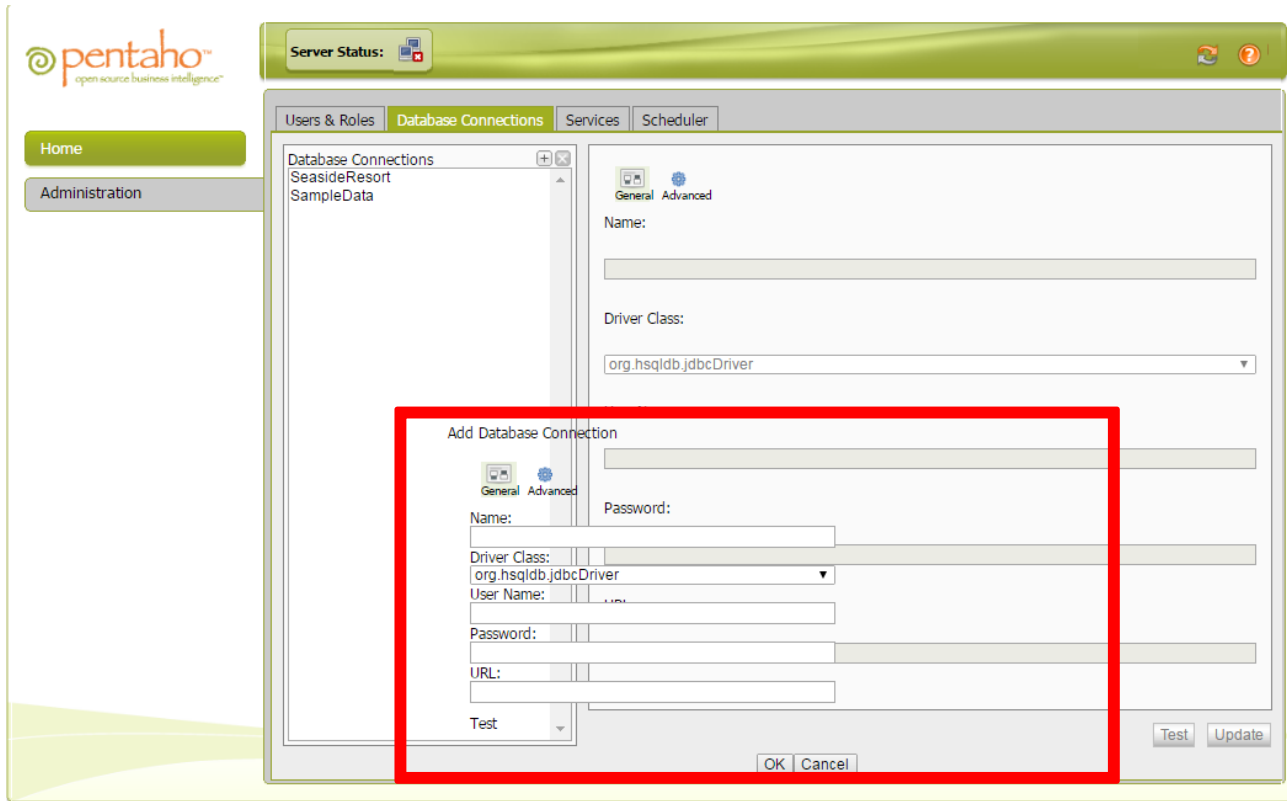 pentaho™
open source business intelligence™
Server Status:
Home
Administration
Users & Roles Database Connections Services Scheduler
Database Connections
SeasideResort
SampleData
General Advanced
Name:
Driver Class:
org.hsqldb.jdbcDriver
Password:
Add Database Connection
General Advanced
Name:
Driver Class:
org.hsqldb.jdbcDriver
User Name:
Password:
URL:
Test
OK Cancel
Test Update